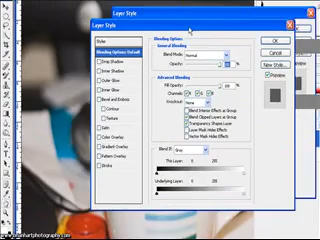 Layer Style
Layer Style
Styles
Blending Options: Default
Drop Shadow
Inner Shadow
Outer Glow
Inner Glow
Bevel and Emboss
Contour
Texture
Satin
Color Overlay
Gradient Overlay
Pattern Overlay
Stroke
Blending Options
General Blending
Blend Mode: Normal
Opacity: 100 %
Advanced Blending
Fill Opacity: 100 %
Channels: R G B
Knockout: None
Blend Interior Effects as Group
Blend Clipped Layers as Group
Transparency Shapes Layer
Layer Mask Hides Effects
Vector Mask Hides Effects
Blend If: Gray
This Layer: 0 255
Underlying Layer: 0 255
OK
Cancel
New Style...
Preview